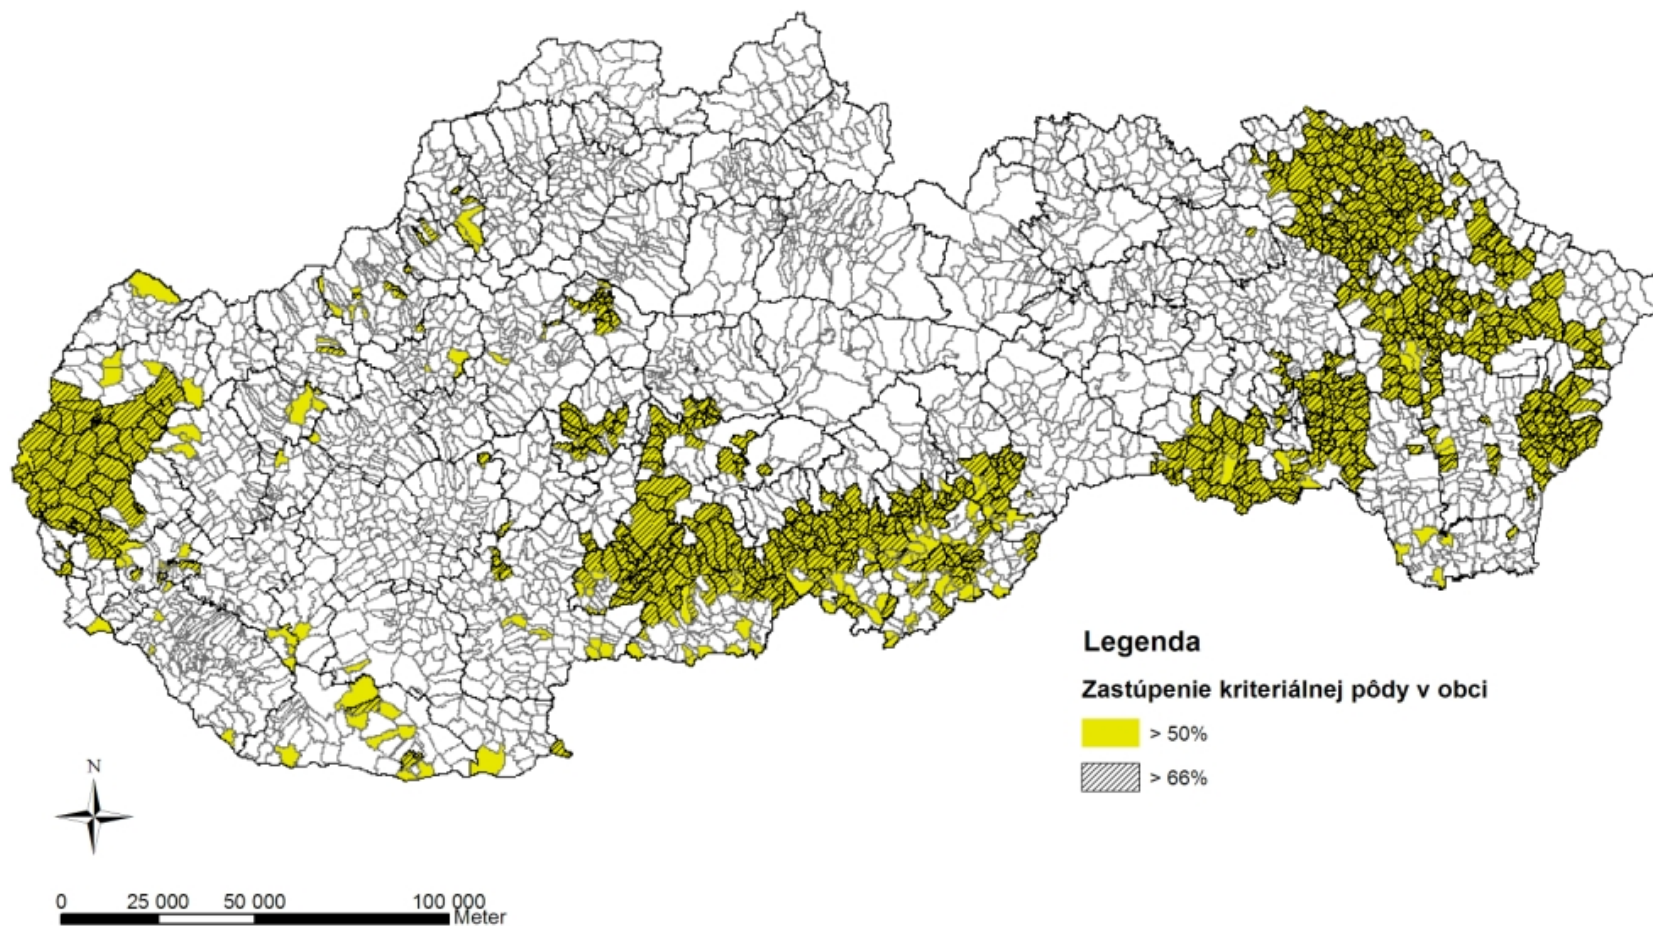 Legenda
Zastúpenie kriteriálnej pôdy v obci
> 50%
> 66%
N
0 25 000 50 000 100 000
Meter